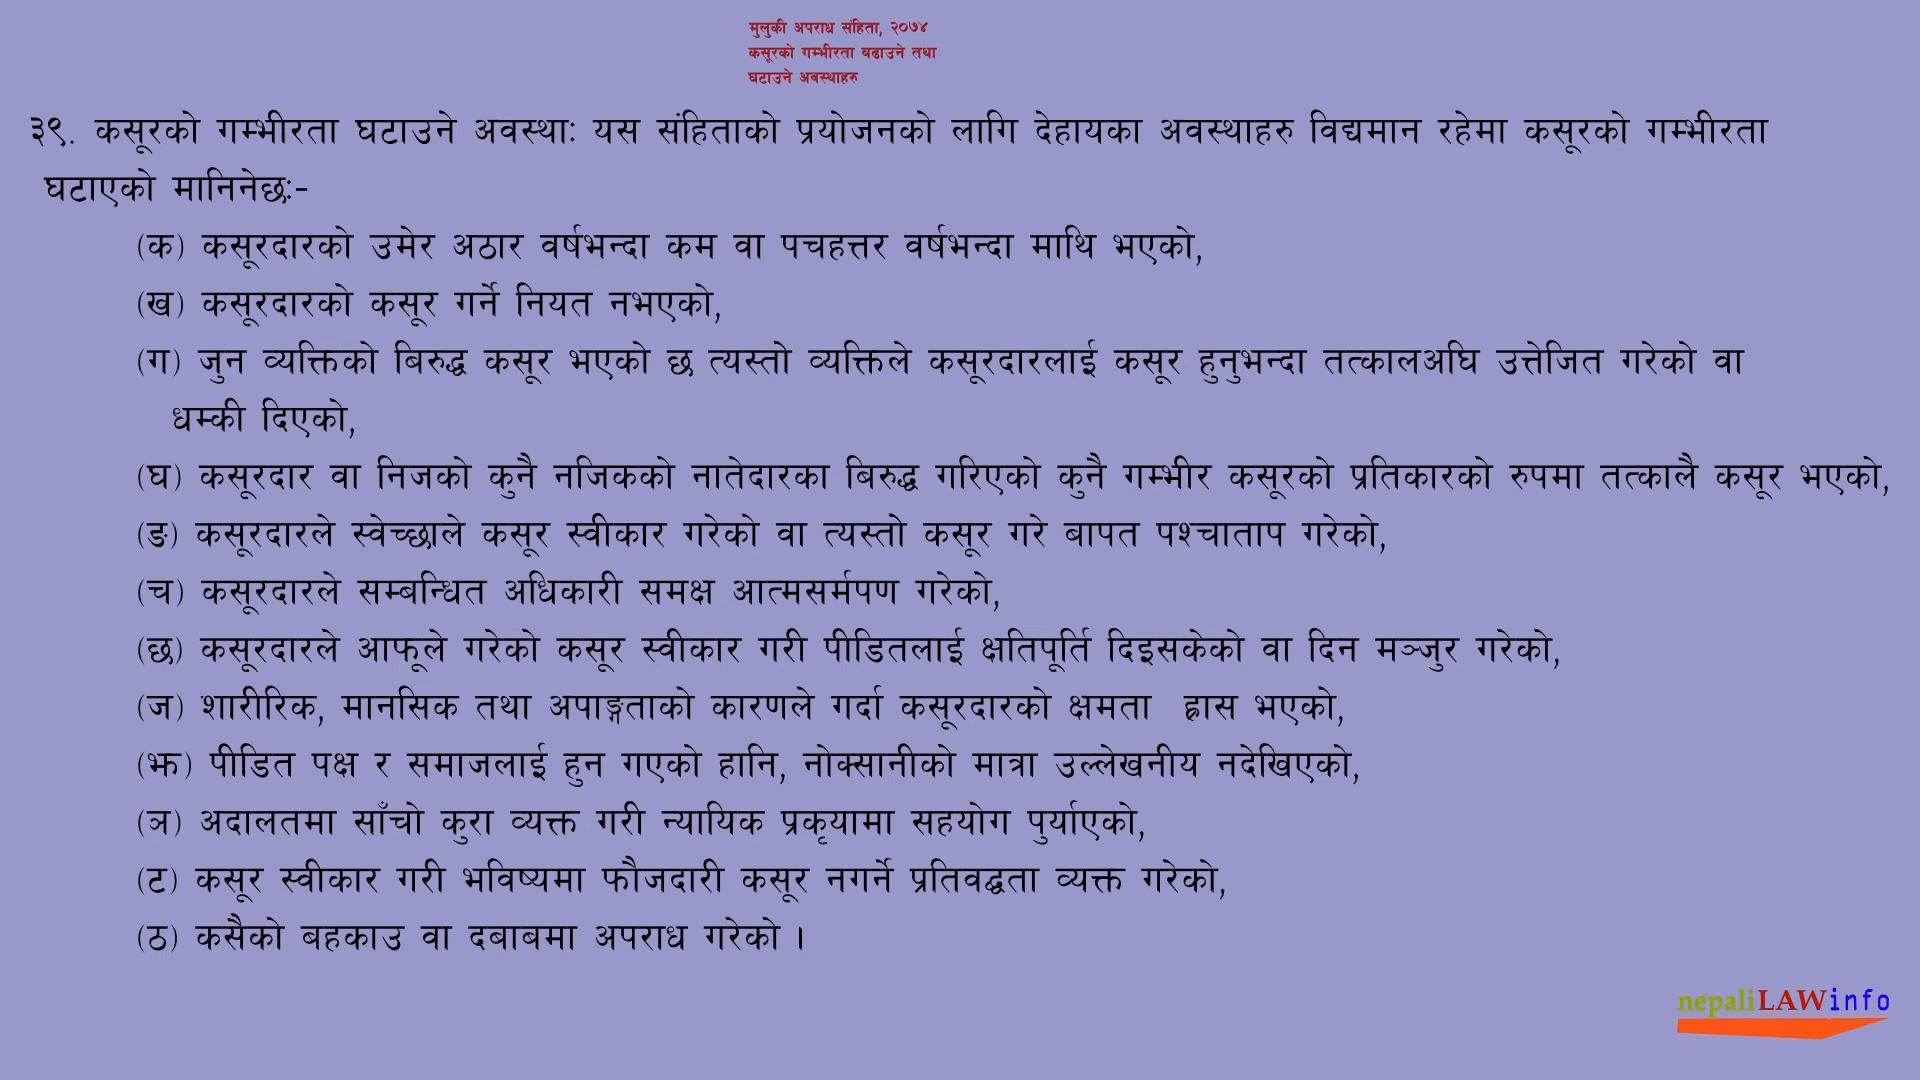 मुलुकी अपराध संहिता, २०७४
कसूरको गम्भीरता बढाउने तथा
घटाउने अवस्थाहरु
३९. कसूरको गम्भीरता घटाउने अवस्थाः यस संहिताको प्रयोजनको लागि देहायका अवस्थाहरु विद्यमान रहेमा कसूरको गम्भीरता
घटाएको मानिनेछः-
(क) कसूरदारको उमेर अठार वर्षभन्दा कम वा पचहत्तर वर्षभन्दा माथि भएको,
(ख) कसूरदारको कसूर गर्ने नियत नभएको,
(ग) जुन व्यक्तिको बिरुद्ध कसूर भएको छ त्यस्तो व्यक्तिले कसूरदारलाई कसूर हुनुभन्दा तत्कालअघि उत्तेजित गरेको वा
धम्की दिएको,
(घ) कसूरदार वा निजको कुनै नजिकको नातेदारका बिरुद्ध गरिएको कुनै गम्भीर कसूरको प्रतिकारको रुपमा तत्कालै कसूर भएको,
(ङ) कसूरदारले स्वेच्छाले कसूर स्वीकार गरेको वा त्यस्तो कसूर गरे बापत पश्चाताप गरेको,
(च) कसूरदारले सम्बन्धित अधिकारी समक्ष आत्मसर्मपण गरेको,
(छ) कसूरदारले आफूले गरेको कसूर स्वीकार गरी पीडितलाई क्षतिपूर्ति दिइसकेको वा दिन मञ्जुर गरेको,
(ज) शारीरिक, मानसिक तथा अपाङ्गताको कारणले गर्दा कसूरदारको क्षमता ह्रास भएको,
(झ) पीडित पक्ष र समाजलाई हुन गएको हानि, नोक्सानीको मात्रा उल्लेखनीय नदेखिएको,
(ञ) अदालतमा साँचो कुरा व्यक्त गरी न्यायिक प्रकृयामा सहयोग पुर्याएको,
(ट) कसूर स्वीकार गरी भविष्यमा फौजदारी कसूर नगर्ने प्रतिवद्धता व्यक्त गरेको,
(ठ) कसैको बहकाउ वा दबाबमा अपराध गरेको ।
nepaliLAWinfo